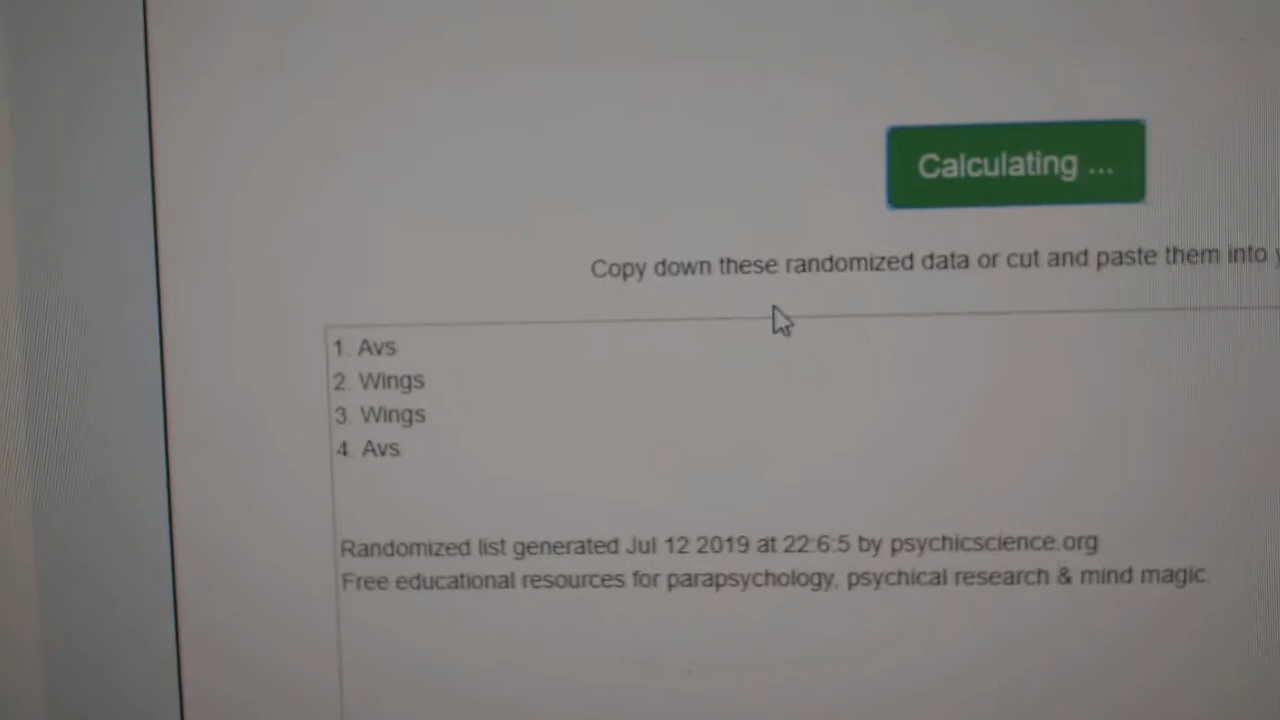 Calculating ...
Copy down these randomized data or cut and paste them into
1. Avs
2. Wings
3. Wings
4. Avs
Randomized list generated Jul 12 2019 at 22:6:5 by psychicscience.org
Free educational resources for parapsychology, psychical research & mind magic.